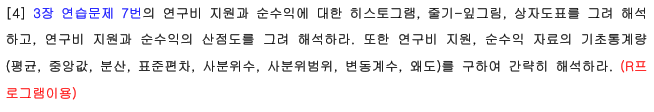 [4] 3장 연습문제 7번의 연구비 지원과 순수익에 대한 히스토그램, 줄기-잎그림, 상자도표를 그려 해석
하고, 연구비 지원과 순수익의 산점도를 그려 해석하라. 또한 연구비 지원, 순수익 자료의 기초통계량
(평균, 중앙값, 분산, 표준편차, 사분위수, 사분위범위, 변동계수, 왜도)를 구하여 간략히 해석하라. (R프
로그램이용)